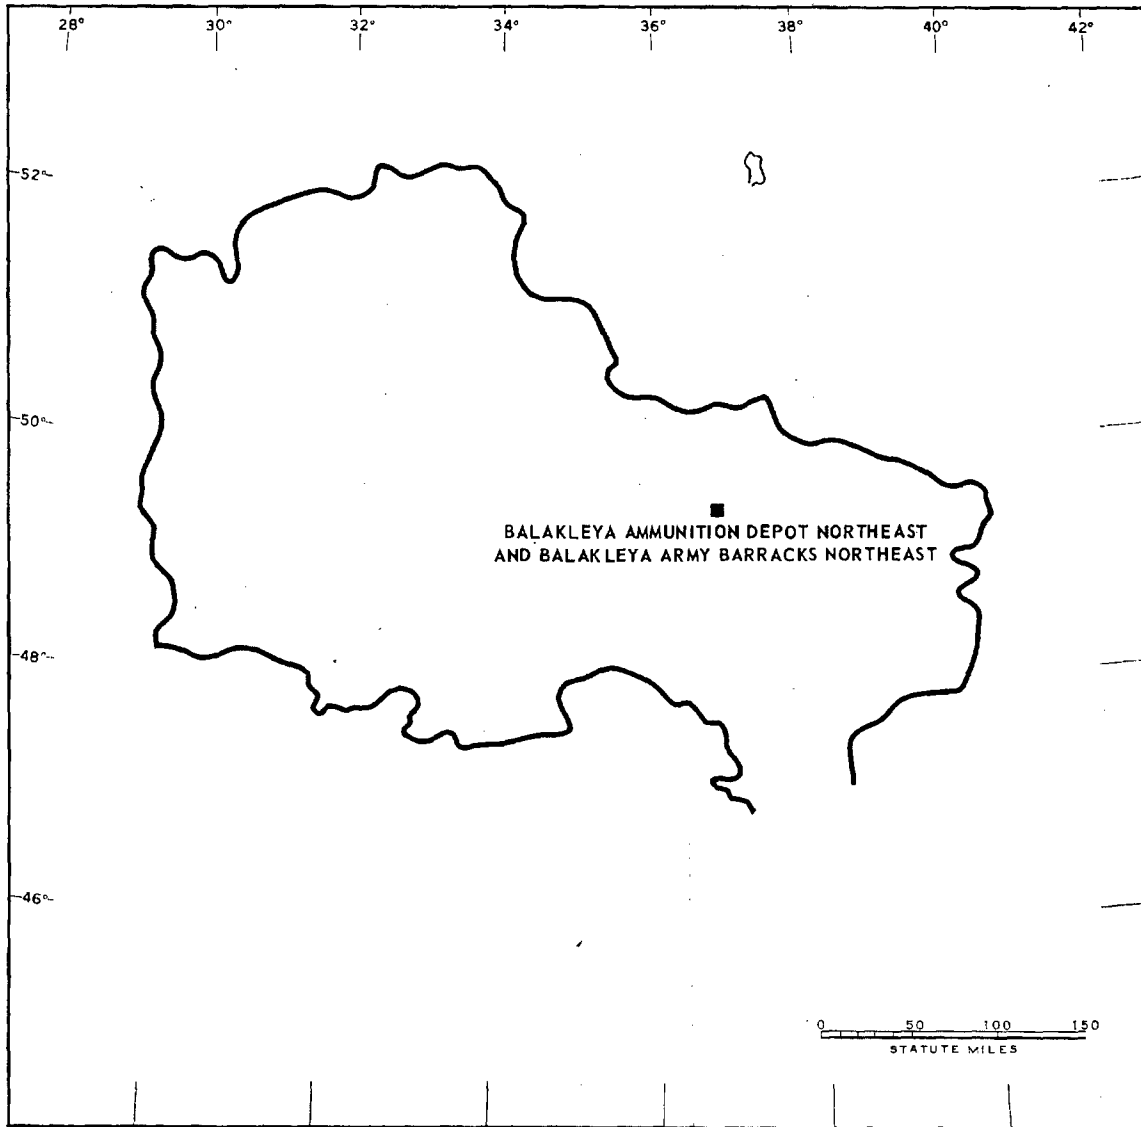 28° 30° 32° 34° 36° 38° 40° 42°
52°
50°
BALAKLEYA AMMUNITION DEPOT NORTHEAST
AND BALAKLEYA ARMY BARRACKS NORTHEAST
48°
46°
0 50 100 150
STATUTE MILES